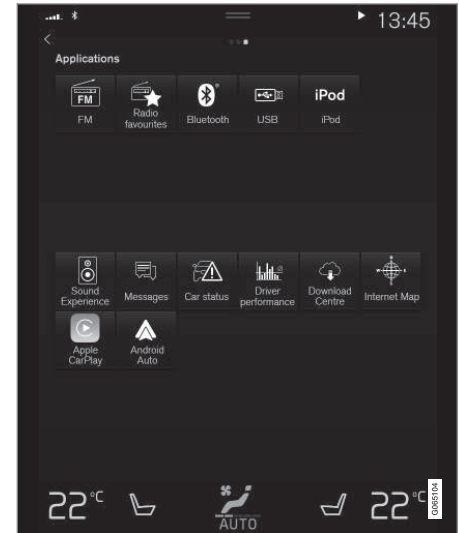 13:45
Applications
FM
FM
Radio
favourites
Bluetooth
USB
iPod
iPod
Sound
Experience
Messages
Car status
Driver
performance
Download
Centre
Internet Map
Apple
CarPlay
Android
Auto
22°C
AUTO
22°C
G065104